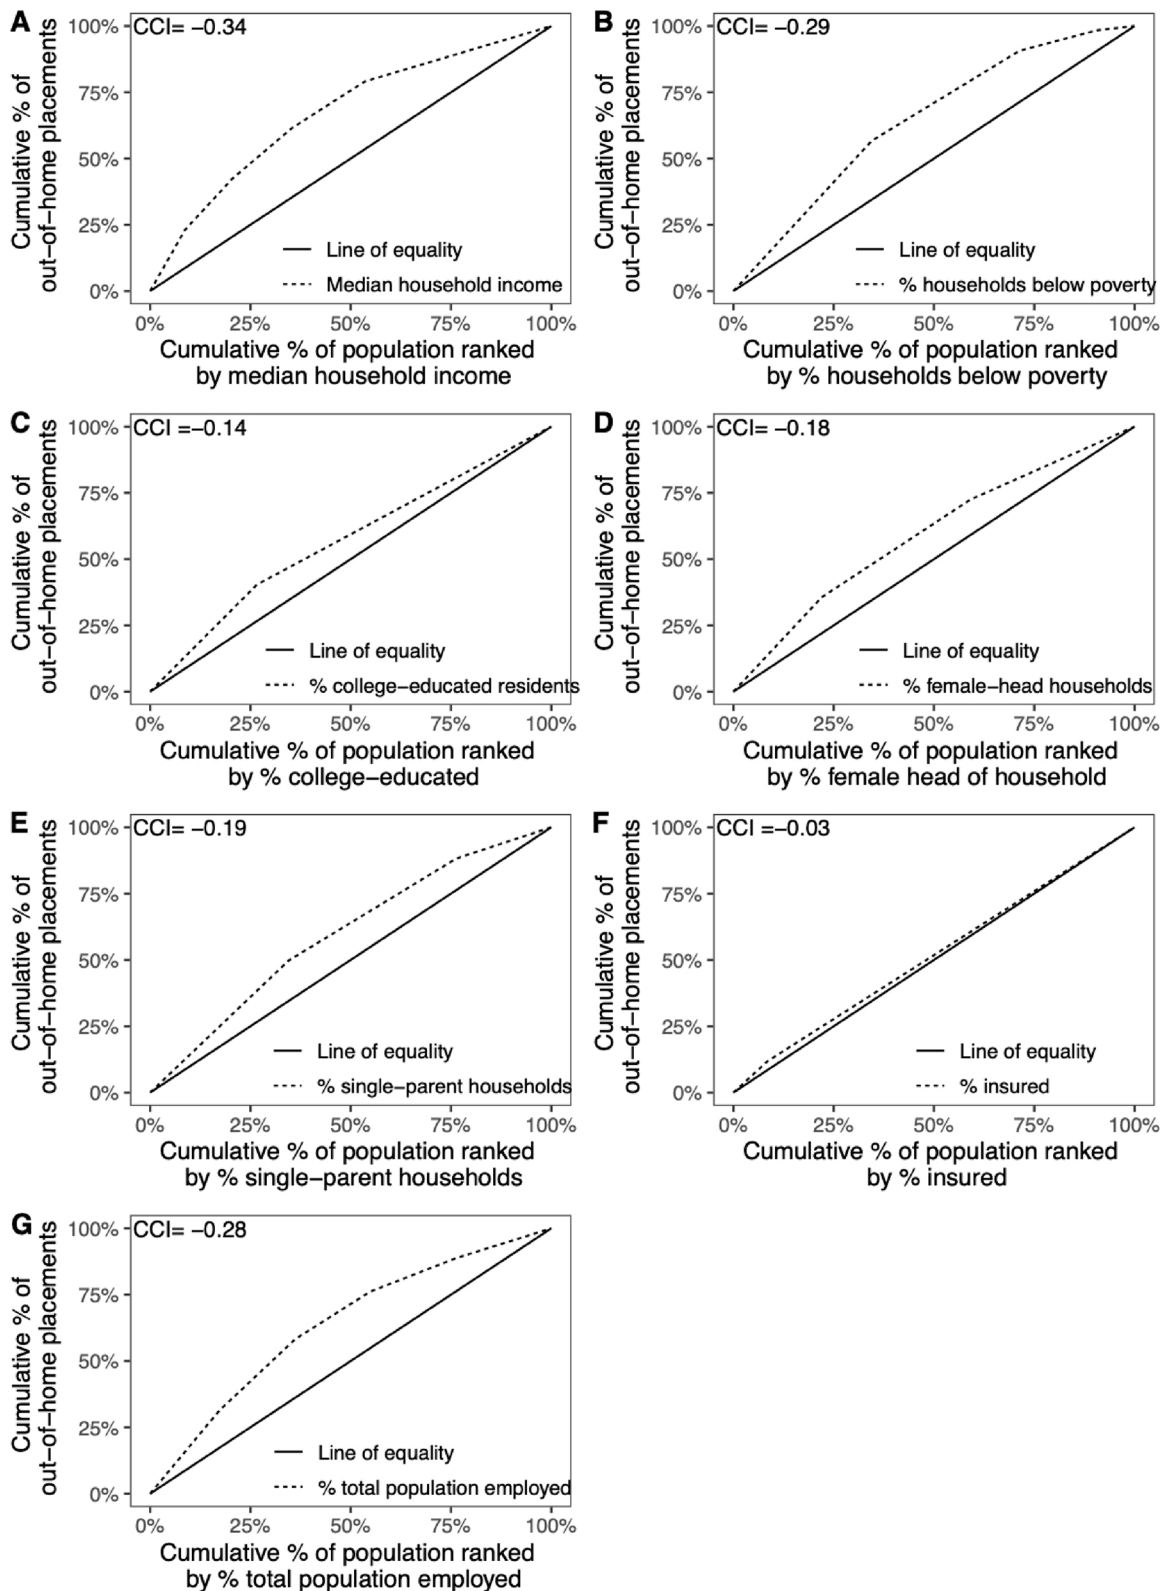 A
CCI= −0.34
Cumulative % of
out−of−home placements
100%
75%
50%
25%
0%
Line of equality
Median household income
0% 25% 50% 75% 100%
Cumulative % of population ranked
by median household income
B
CCI= −0.29
Cumulative % of
out−of−home placements
100%
75%
50%
25%
0%
Line of equality
% households below poverty
0% 25% 50% 75% 100%
Cumulative % of population ranked
by % households below poverty
C
CCI =−0.14
Cumulative % of
out−of−home placements
100%
75%
50%
25%
0%
Line of equality
% college−educated residents
0% 25% 50% 75% 100%
Cumulative % of population ranked
by % college−educated
D
CCI= −0.18
Cumulative % of
out−of−home placements
100%
75%
50%
25%
0%
Line of equality
% female−head households
0% 25% 50% 75% 100%
Cumulative % of population ranked
by % female head of household
E
CCI= −0.19
Cumulative % of
out−of−home placements
100%
75%
50%
25%
0%
Line of equality
% single−parent households
0% 25% 50% 75% 100%
Cumulative % of population ranked
by % single−parent households
F
CCI =−0.03
Cumulative % of
out−of−home placements
100%
75%
50%
25%
0%
Line of equality
% insured
0% 25% 50% 75% 100%
Cumulative % of population ranked
by % insured
G
CCI= −0.28
Cumulative % of
out−of−home placements
100%
75%
50%
25%
0%
Line of equality
% total population employed
0% 25% 50% 75% 100%
Cumulative % of population ranked
by % total population employed